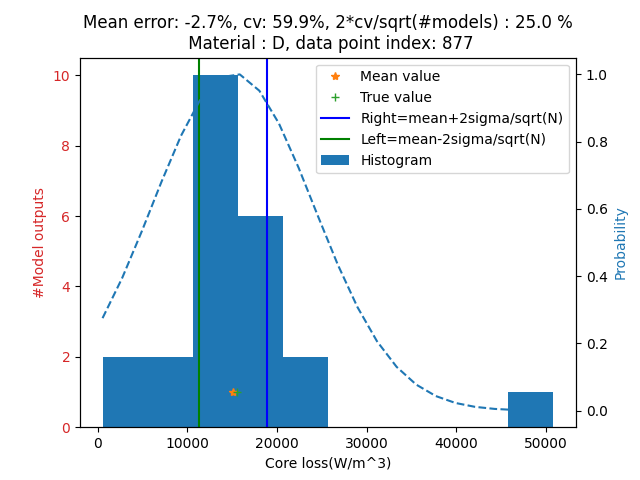 Mean error: -2.7%, cv: 59.9%, 2*cv/sqrt(#models) : 25.0 %
Material : D, data point index: 877
Mean value
True value
Right=mean+2sigma/sqrt(N)
Left=mean-2sigma/sqrt(N)
Histogram
#Model outputs
10
8
6
4
2
0
1.0
0.8
0.6
0.4
0.2
0.0
Probability
0
10000
20000
30000
40000
50000
Core loss(W/m^3)